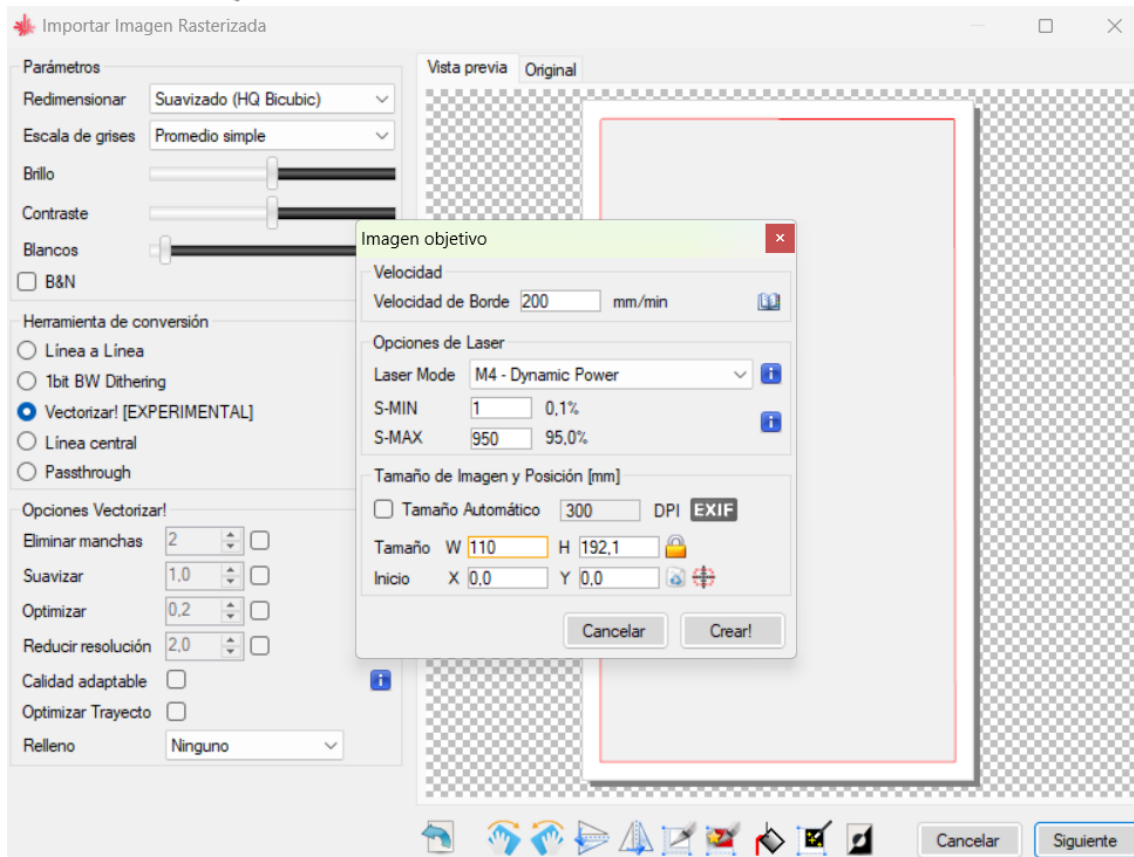 Importar Imagen Rasterizada
Parámetros
Redimensionar Suavizado (HQ Bicubic)
Escala de grises Promedio simple
Brillo
Contraste
Blancos
B&N
Herramienta de conversión
Línea a Línea
1bit BW Dithering
Vectorizar! [EXPERIMENTAL]
Línea central
Passthrough
Opciones Vectorizar!
Eliminar manchas 2
Suavizar 1,0
Optimizar 0,2
Reducir resolución 2,0
Calidad adaptable
Optimizar Trayecto
Relleno Ninguno
Vista previa Original
Imagen objetivo
Velocidad
Velocidad de Borde 200 mm/min
Opciones de Laser
Laser Mode M4 - Dynamic Power
S-MIN 1 0,1%
S-MAX 950 95,0%
Tamaño de Imagen y Posición [mm]
Tamaño Automático 300 DPI EXIF
Tamaño W 110 H 192,1
Inicio X 0,0 Y 0,0
Cancelar Crear!
Cancelar Siguiente